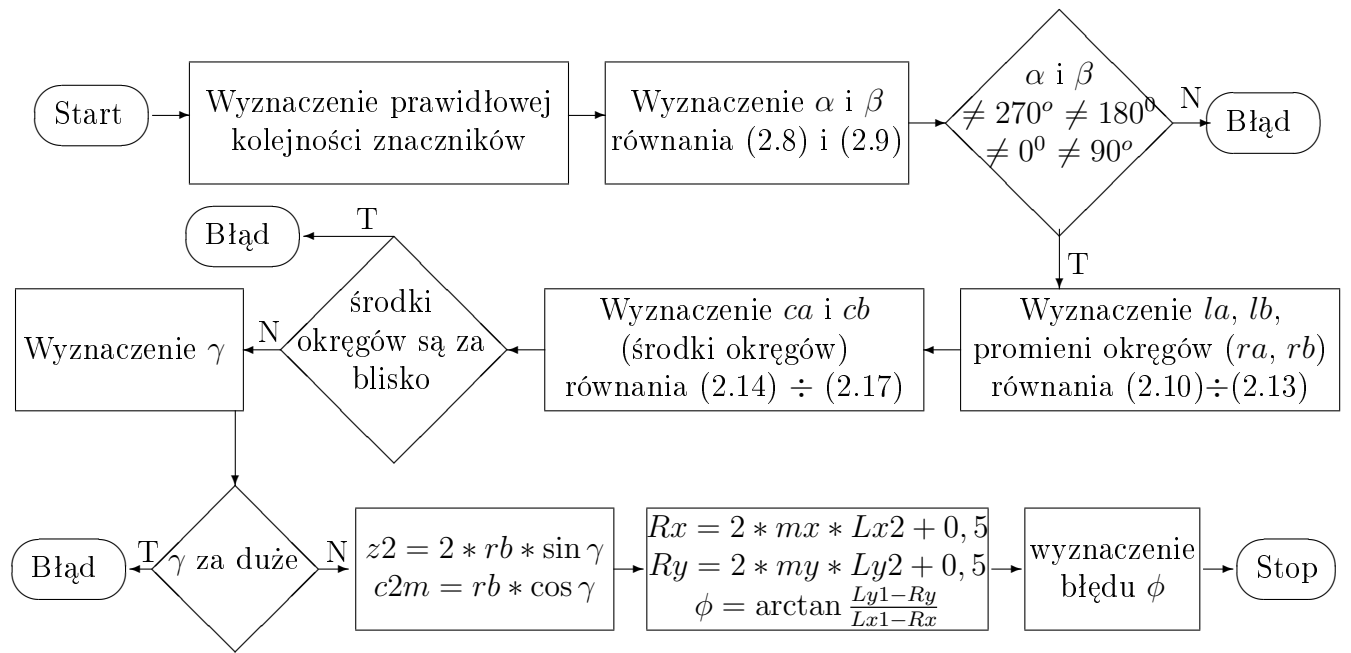 Start
Wyznaczenie prawidłowej
kolejności znaczników
Wyznaczenie α i β
równania (2.8) i (2.9)
α i β
≠ 270° ≠ 180⁰
≠ 0⁰ ≠ 90°
N
Błąd
T
Wyznaczenie la, lb,
promieni okręgów (ra, rb)
równania (2.10)÷(2.13)
Wyznaczenie ca i cb
(środki okręgów)
równania (2.14) ÷ (2.17)
środki
okręgów są za
blisko
T
Błąd
N
Wyznaczenie γ
γ za duże
T
Błąd
N
z2 = 2 * rb * sin γ
c2m = rb * cos γ
Rx = 2 * mx * Lx2 + 0, 5
Ry = 2 * my * Ly2 + 0, 5
ϕ = arctan (Ly1−Ry)/(Lx1−Rx)
wyznaczenie
błędu ϕ
Stop